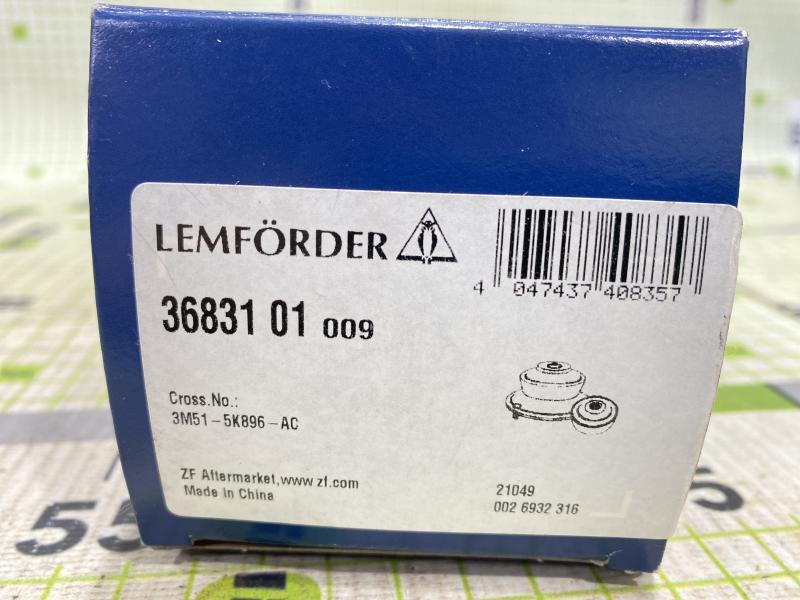 LEMFÖRDER
4 047437 408357
36831 01 009
Cross.No.:
3M51-5K896-AC
ZF Aftermarket,www.zf.com
Made in China
21049
002 6932 316
55